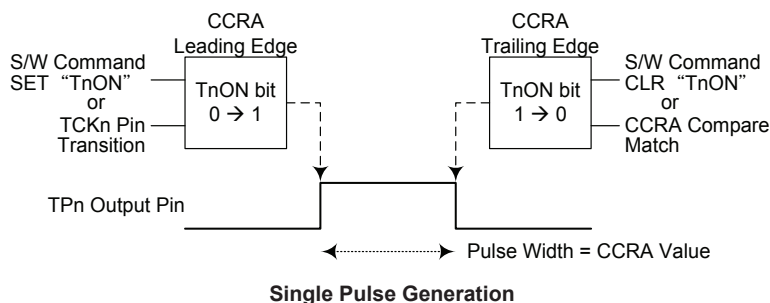 CCRA
Leading Edge
S/W Command
SET “TnON”
or
TCKn Pin
Transition
TnON bit
0 → 1
CCRA
Trailing Edge
TnON bit
1 → 0
S/W Command
CLR “TnON”
or
CCRA Compare
Match
TPn Output Pin
Pulse Width = CCRA Value
Single Pulse Generation